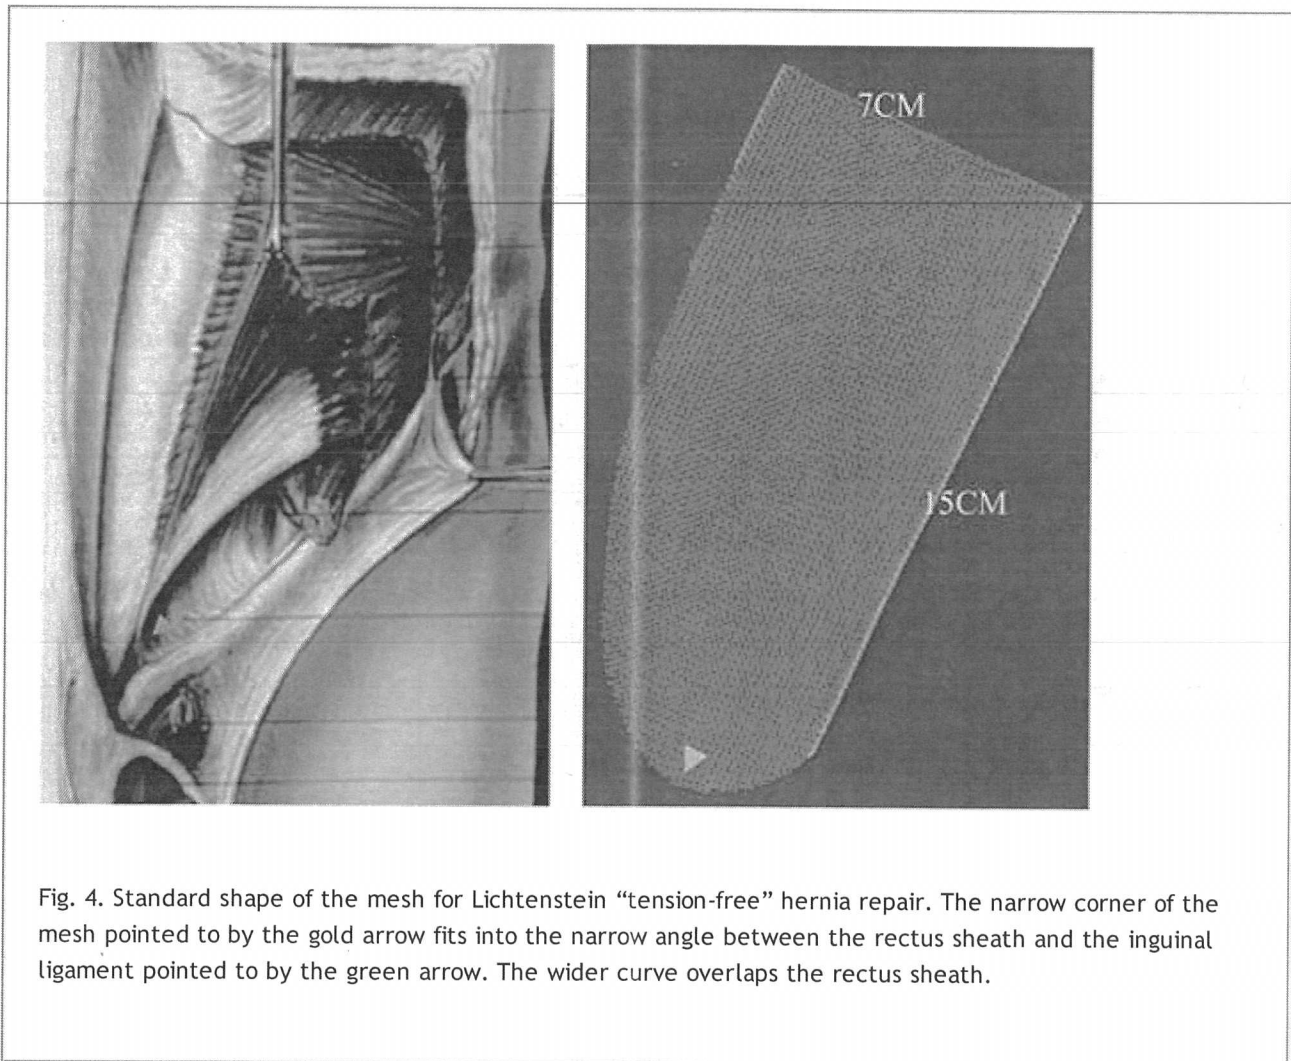 7CM
15CM
Fig. 4. Standard shape of the mesh for Lichtenstein “tension-free” hernia repair. The narrow corner of the
mesh pointed to by the gold arrow fits into the narrow angle between the rectus sheath and the inguinal
ligament pointed to by the green arrow. The wider curve overlaps the rectus sheath.